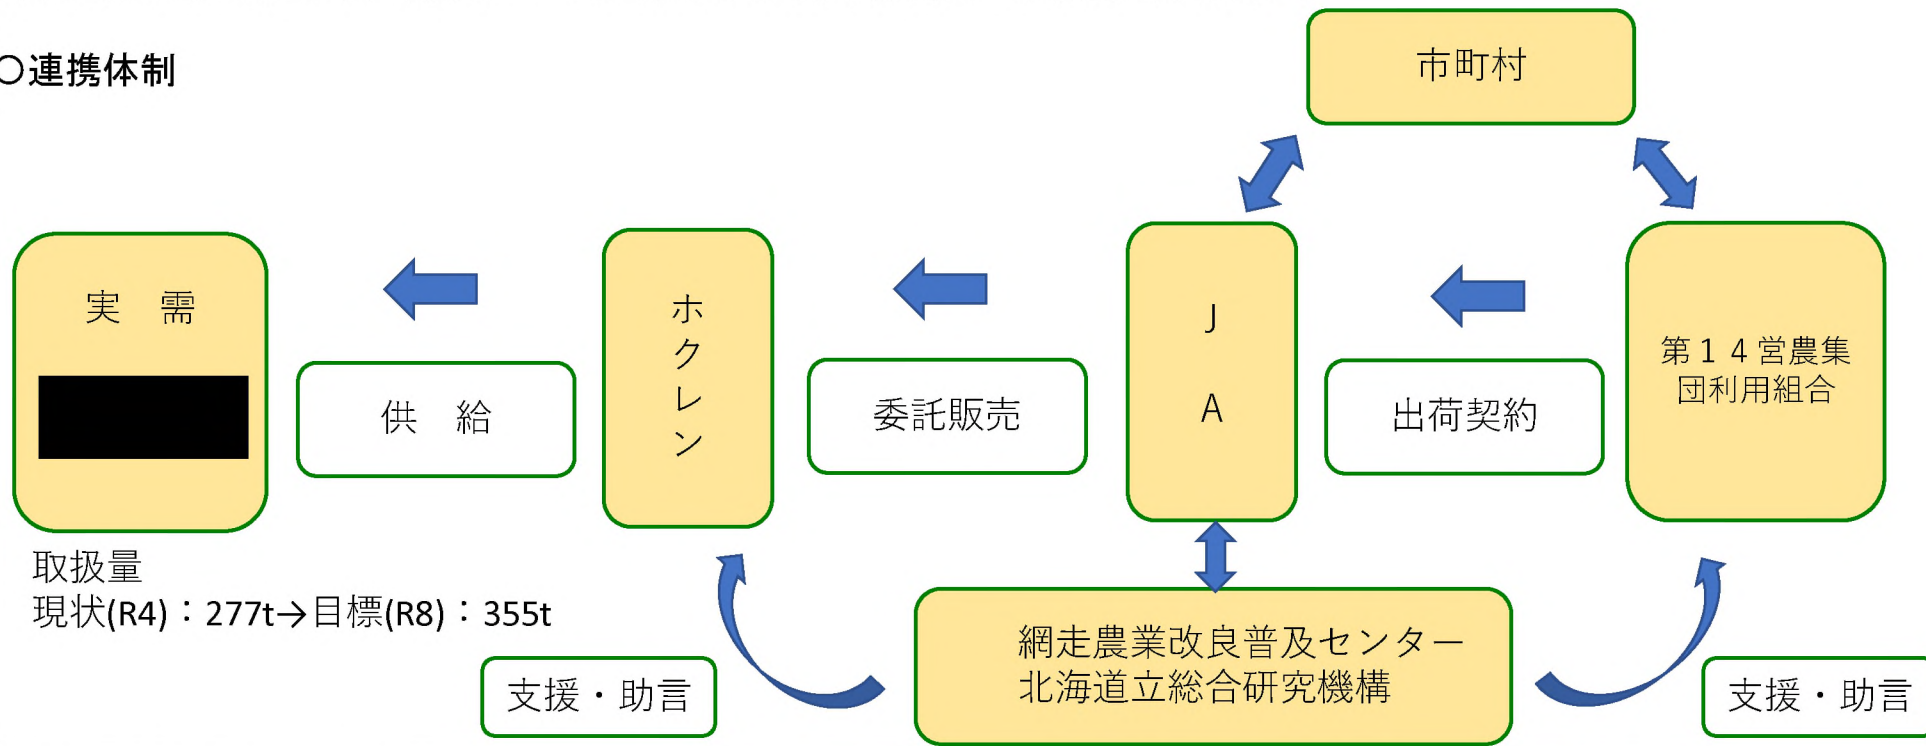 ○連携体制
市町村
実　需
供　給
ホクレン
委託販売
JA
出荷契約
第１４営農集
団利用組合
取扱量
現状(R4)：277t→目標(R8)：355t
支援・助言
網走農業改良普及センター
北海道立総合研究機構
支援・助言